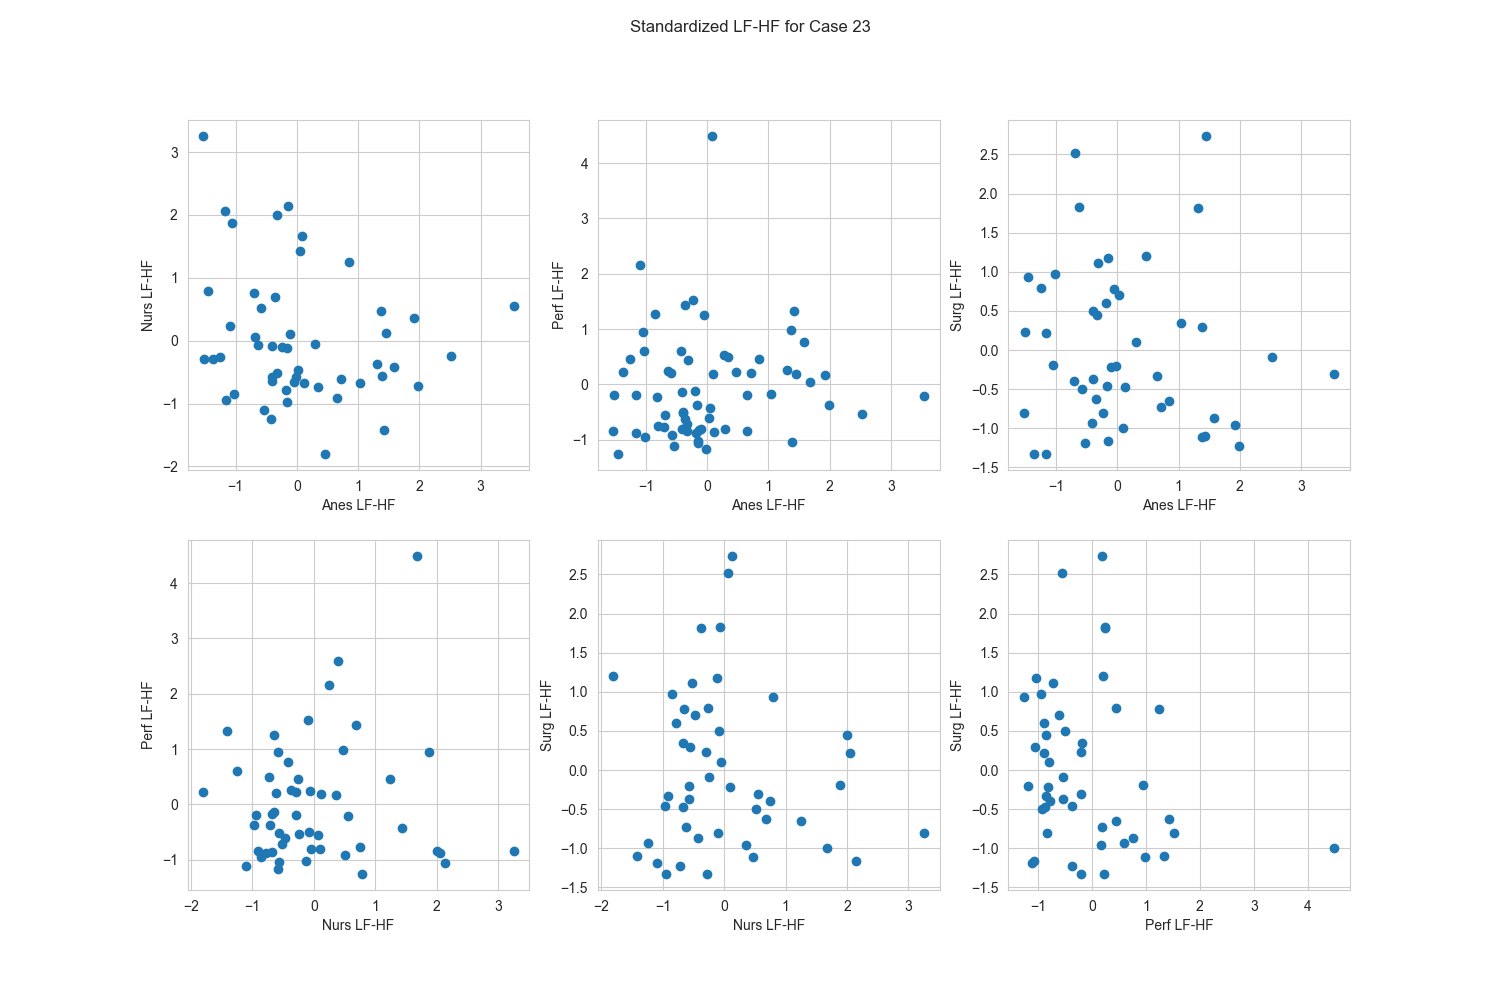 Standardized LF-HF for Case 23
3
2
1
0
−1
−2
Nurs LF-HF
−1 0 1 2 3
Anes LF-HF
4
3
2
1
0
−1
Perf LF-HF
−1 0 1 2 3
Anes LF-HF
2.5
2.0
1.5
1.0
0.5
0.0
−0.5
−1.0
−1.5
Surg LF-HF
−1 0 1 2 3
Anes LF-HF
4
3
2
1
0
−1
Perf LF-HF
−2 −1 0 1 2 3
Nurs LF-HF
2.5
2.0
1.5
1.0
0.5
0.0
−0.5
−1.0
−1.5
Surg LF-HF
−2 −1 0 1 2 3
Nurs LF-HF
2.5
2.0
1.5
1.0
0.5
0.0
−0.5
−1.0
−1.5
Surg LF-HF
−1 0 1 2 3 4
Perf LF-HF